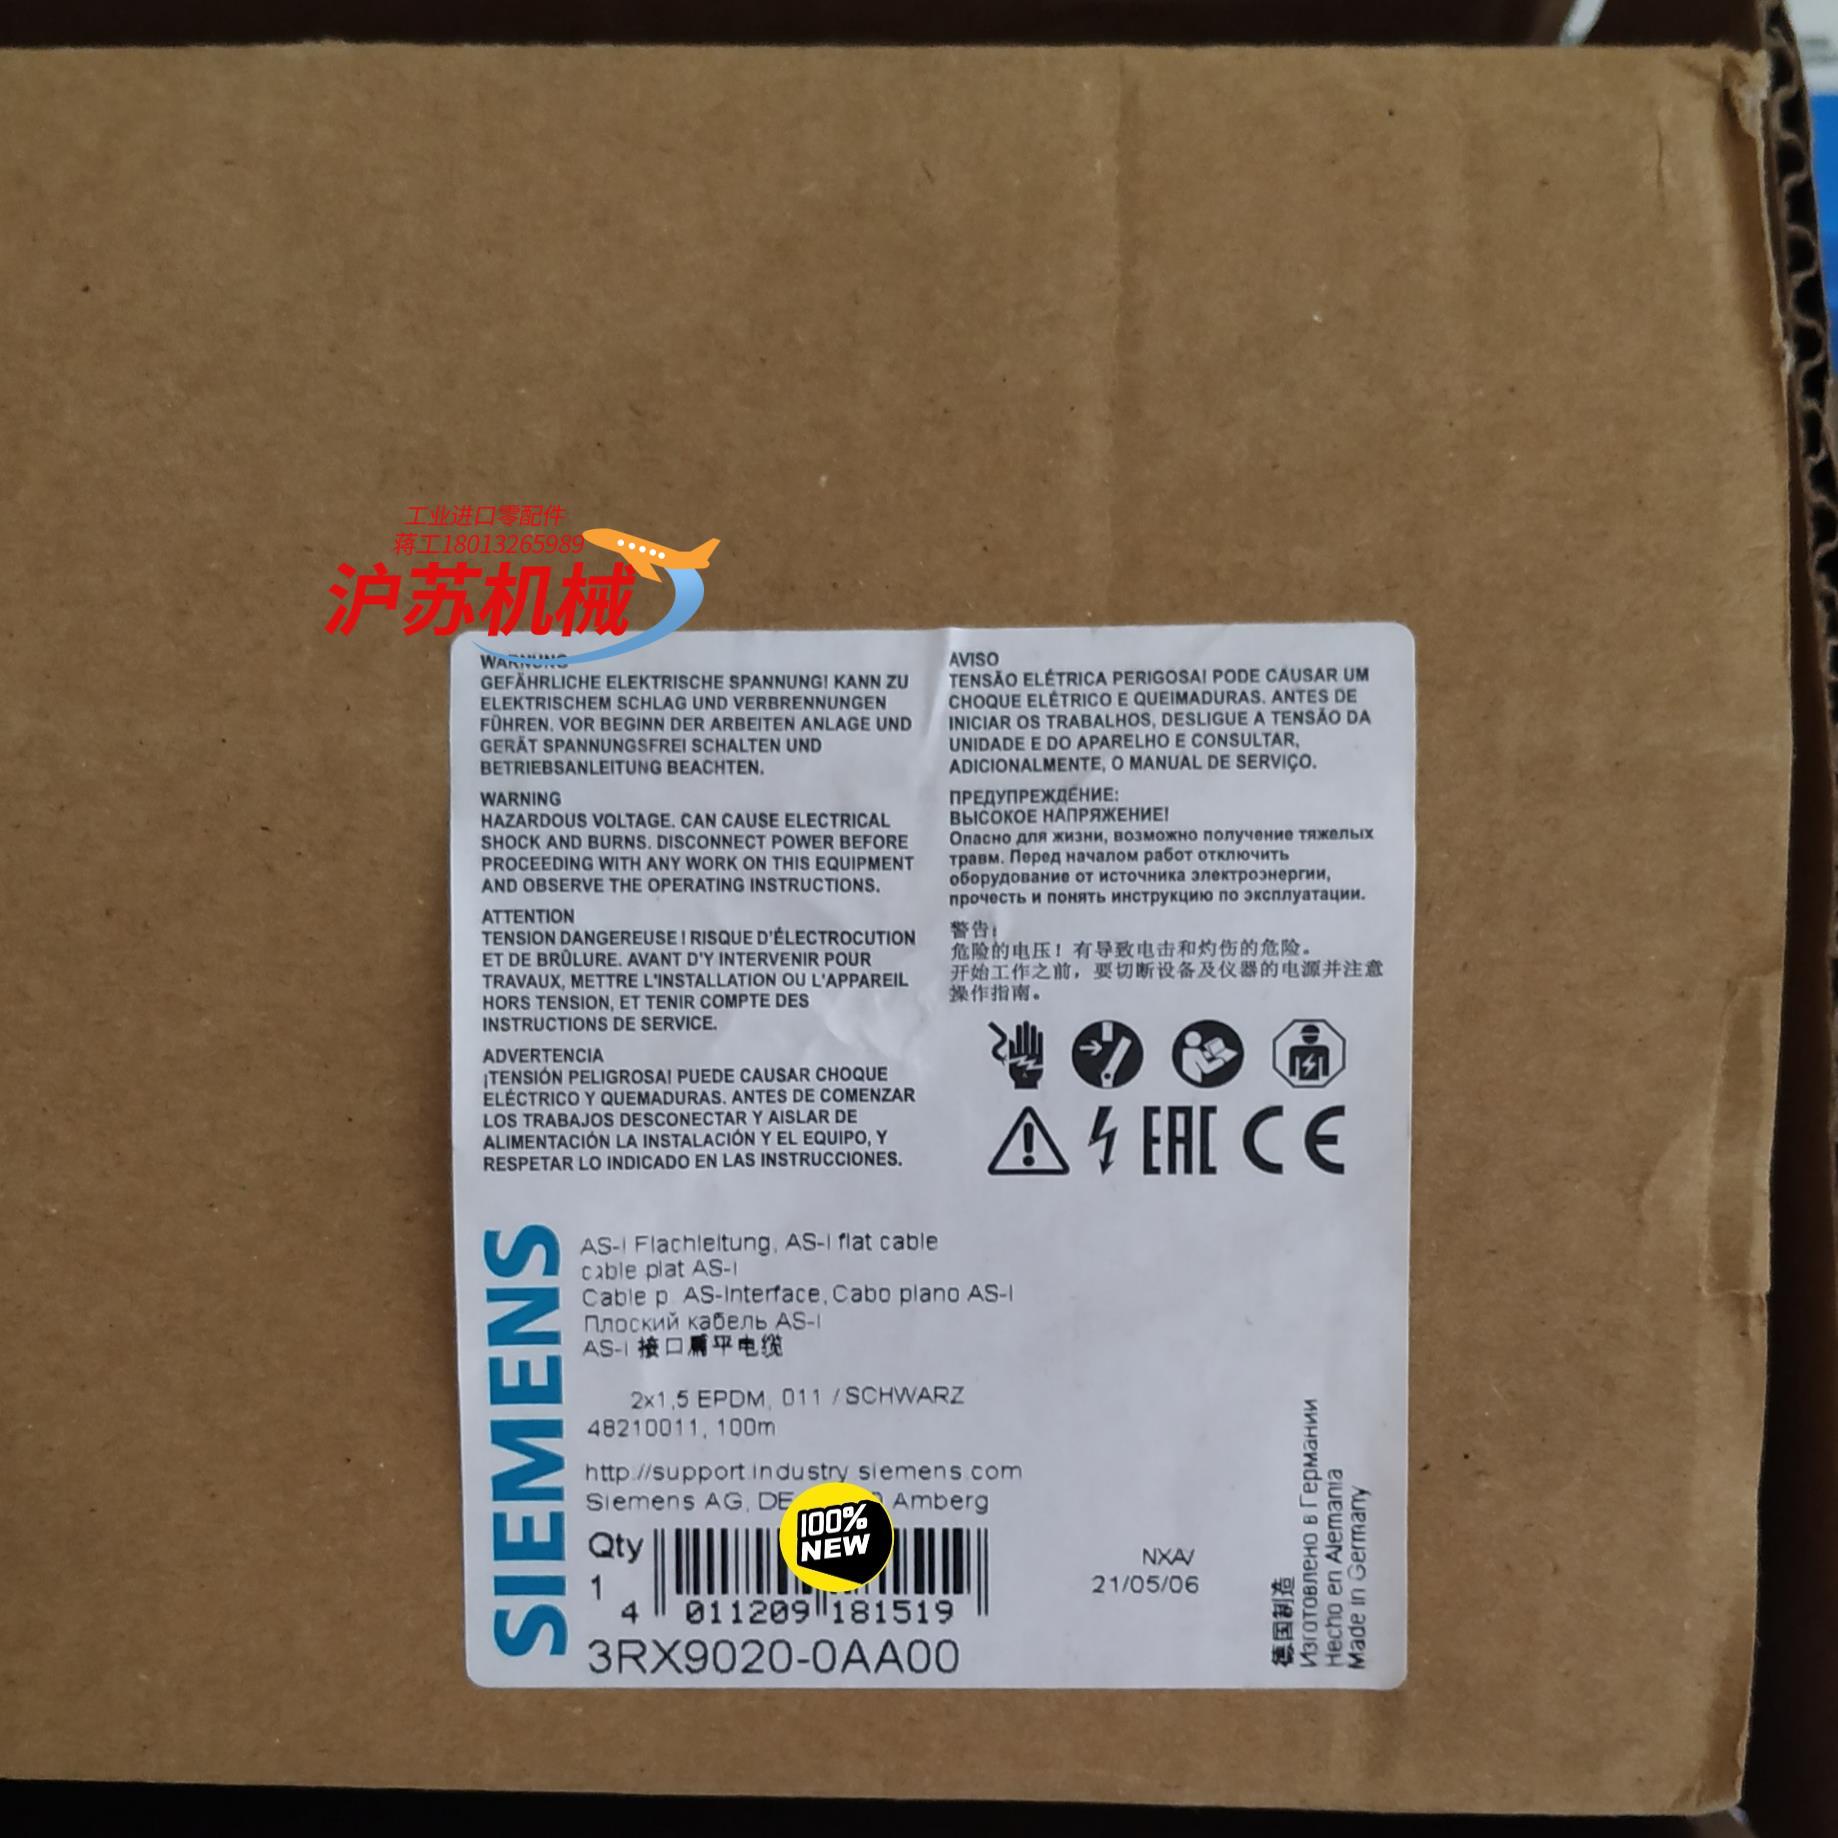 工业进口零配件
蒋工18013265989
沪苏机械
WARNUNG
GEFÄHRLICHE ELEKTRISCHE SPANNUNG! KANN ZU
ELEKTRISCHEM SCHLAG UND VERBRENNUNGEN
FÜHREN. VOR BEGINN DER ARBEITEN ANLAGE UND
GERÄT SPANNUNGSFREI SCHALTEN UND
BETRIEBSANLEITUNG BEACHTEN.
WARNING
HAZARDOUS VOLTAGE. CAN CAUSE ELECTRICAL
SHOCK AND BURNS. DISCONNECT POWER BEFORE
PROCEEDING WITH ANY WORK ON THIS EQUIPMENT
AND OBSERVE THE OPERATING INSTRUCTIONS.
ATTENTION
TENSION DANGEREUSE ! RISQUE D'ÉLECTROCUTION
ET DE BRÛLURE. AVANT D'Y INTERVENIR POUR
TRAVAUX, METTRE L'INSTALLATION OU L'APPAREIL
HORS TENSION, ET TENIR COMPTE DES
INSTRUCTIONS DE SERVICE.
ADVERTENCIA
¡TENSIÓN PELIGROSA! PUEDE CAUSAR CHOQUE
ELÉCTRICO Y QUEMADURAS. ANTES DE COMENZAR
LOS TRABAJOS DESCONECTAR Y AISLAR DE
ALIMENTACIÓN LA INSTALACIÓN Y EL EQUIPO, Y
RESPETAR LO INDICADO EN LAS INSTRUCCIONES.
AVISO
TENSÃO ELÉTRICA PERIGOSA! PODE CAUSAR UM
CHOQUE ELÉTRICO E QUEIMADURAS. ANTES DE
INICIAR OS TRABALHOS, DESLIGUE A TENSÃO DA
UNIDADE E DO APARELHO E CONSULTAR,
ADICIONALMENTE, O MANUAL DE SERVIÇO.
ПРЕДУПРЕЖДЕНИЕ:
ВЫСОКОЕ НАПРЯЖЕНИЕ!
Опасно для жизни, возможно получение тяжелых
травм. Перед началом работ отключить
оборудование от источника электроэнергии,
прочесть и понять инструкцию по эксплуатации.
警告:
危险的电压！有导致电击和灼伤的危险。
开始工作之前，要切断设备及仪器的电源并注意
操作指南。
EAC CE
SIEMENS
AS-i Flachleitung, AS-i flat cable
cable plat AS-i
Cable p. AS-Interface, Cabo plano AS-I
Плоский кабель AS-I
AS-i 接口扁平电缆
2x1,5 EPDM, 011 / SCHWARZ
48210011, 100m
http://support.industry.siemens.com
Siemens AG, DE Amberg
100%
NEW
Qty
1
4 011209 181519
3RX9020-0AA00
NXA/
21/05/06
德国制造
Изготовлено в Германии
Hecho en Alemania
Made in Germany